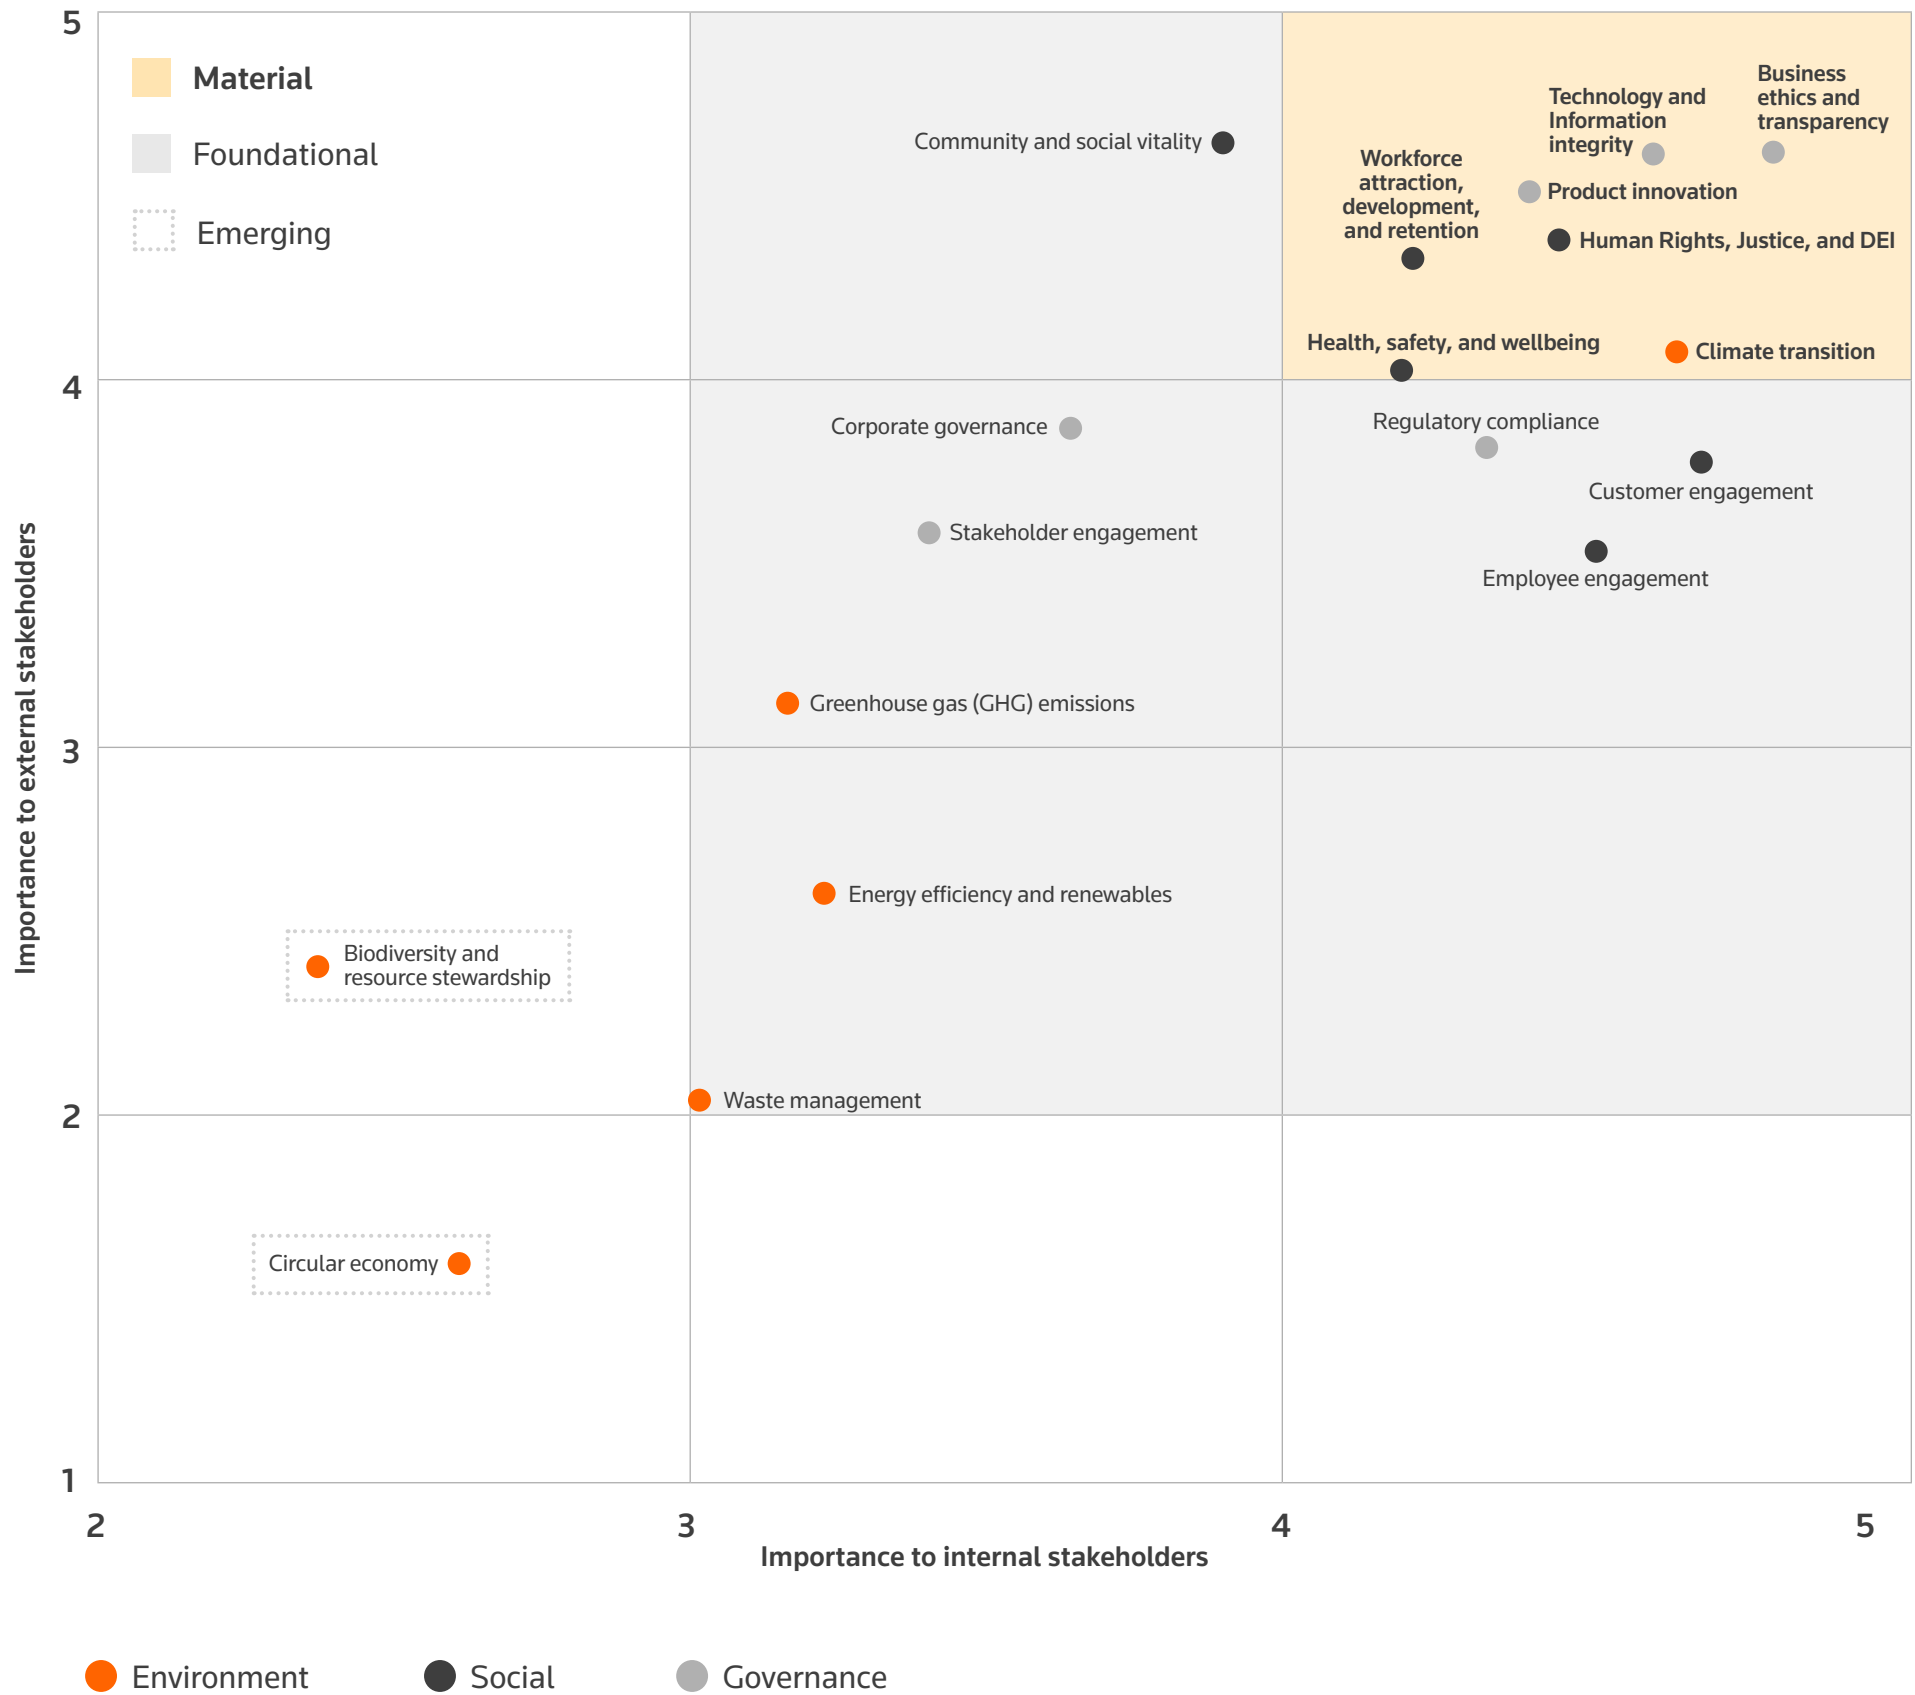 5
Material
Foundational
Emerging
Community and social vitality
Workforce
attraction,
development,
and retention
Technology and
Information
integrity
Business
ethics and
transparency
Product innovation
Human Rights, Justice, and DEI
Health, safety, and wellbeing
Climate transition
4
Corporate governance
Regulatory compliance
Customer engagement
Stakeholder engagement
Employee engagement
Greenhouse gas (GHG) emissions
3
Energy efficiency and renewables
Biodiversity and
resource stewardship
Waste management
2
Circular economy
1
Importance to external stakeholders
2
3
4
5
Importance to internal stakeholders
Environment
Social
Governance